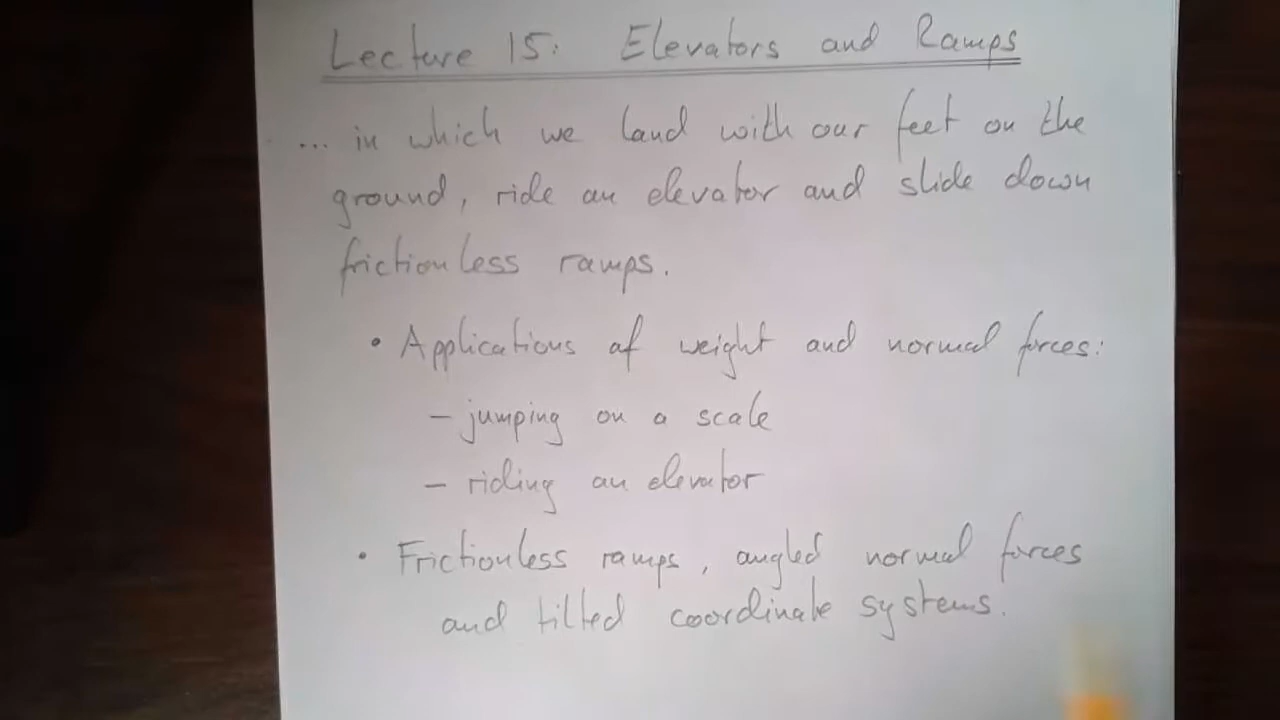 Lecture 15: Elevators and Ramps
... in which we land with our feet on the
ground, ride an elevator and slide down
frictionless ramps.
• Applications of weight and normal forces:
– jumping on a scale
– riding an elevator
• Frictionless ramps, angled normal forces
and tilted coordinate systems.